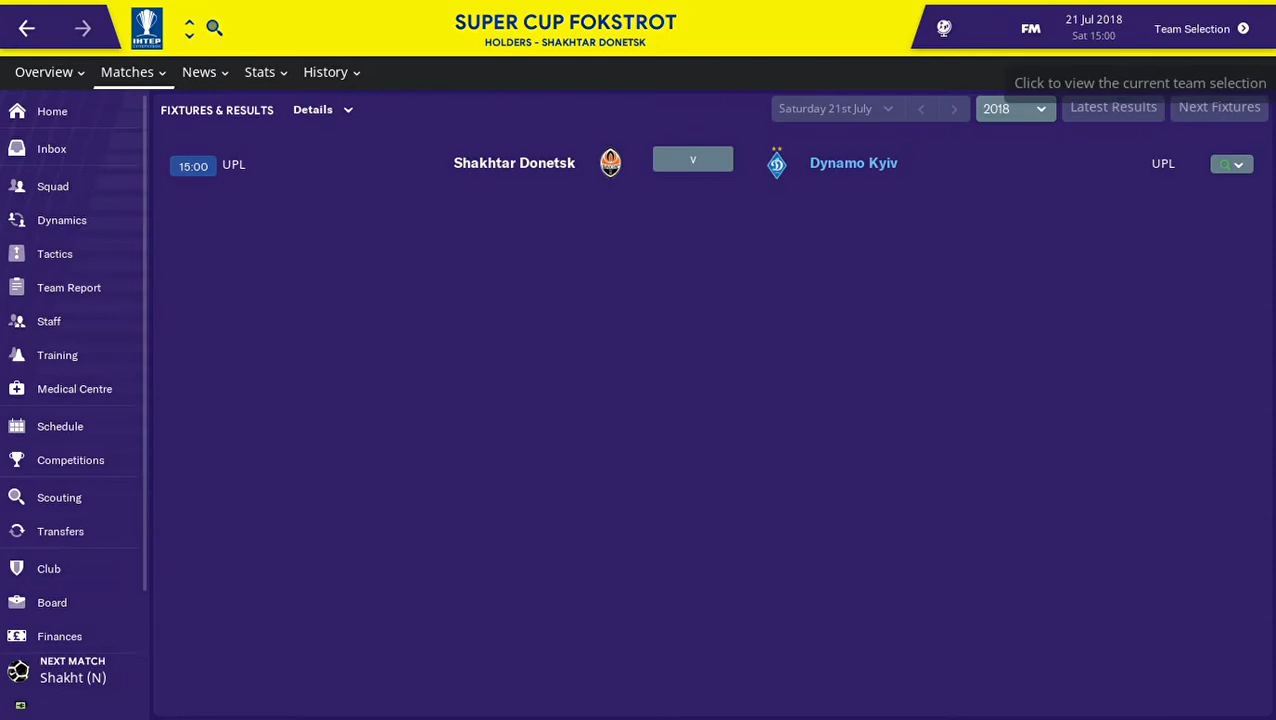 SUPER CUP FOKSTROT
HOLDERS - SHAKHTAR DONETSK
FM
21 Jul 2018
Sat 15:00
Team Selection
Overview
Matches
News
Stats
History
Click to view the current team selection
FIXTURES & RESULTS
Details
Saturday 21st July
2018
Latest Results
Next Fixtures
15:00
UPL
Shakhtar Donetsk
v
Dynamo Kyiv
UPL
Home
Inbox
Squad
Dynamics
Tactics
Team Report
Staff
Training
Medical Centre
Schedule
Competitions
Scouting
Transfers
Club
Board
Finances
NEXT MATCH
Shakht (N)